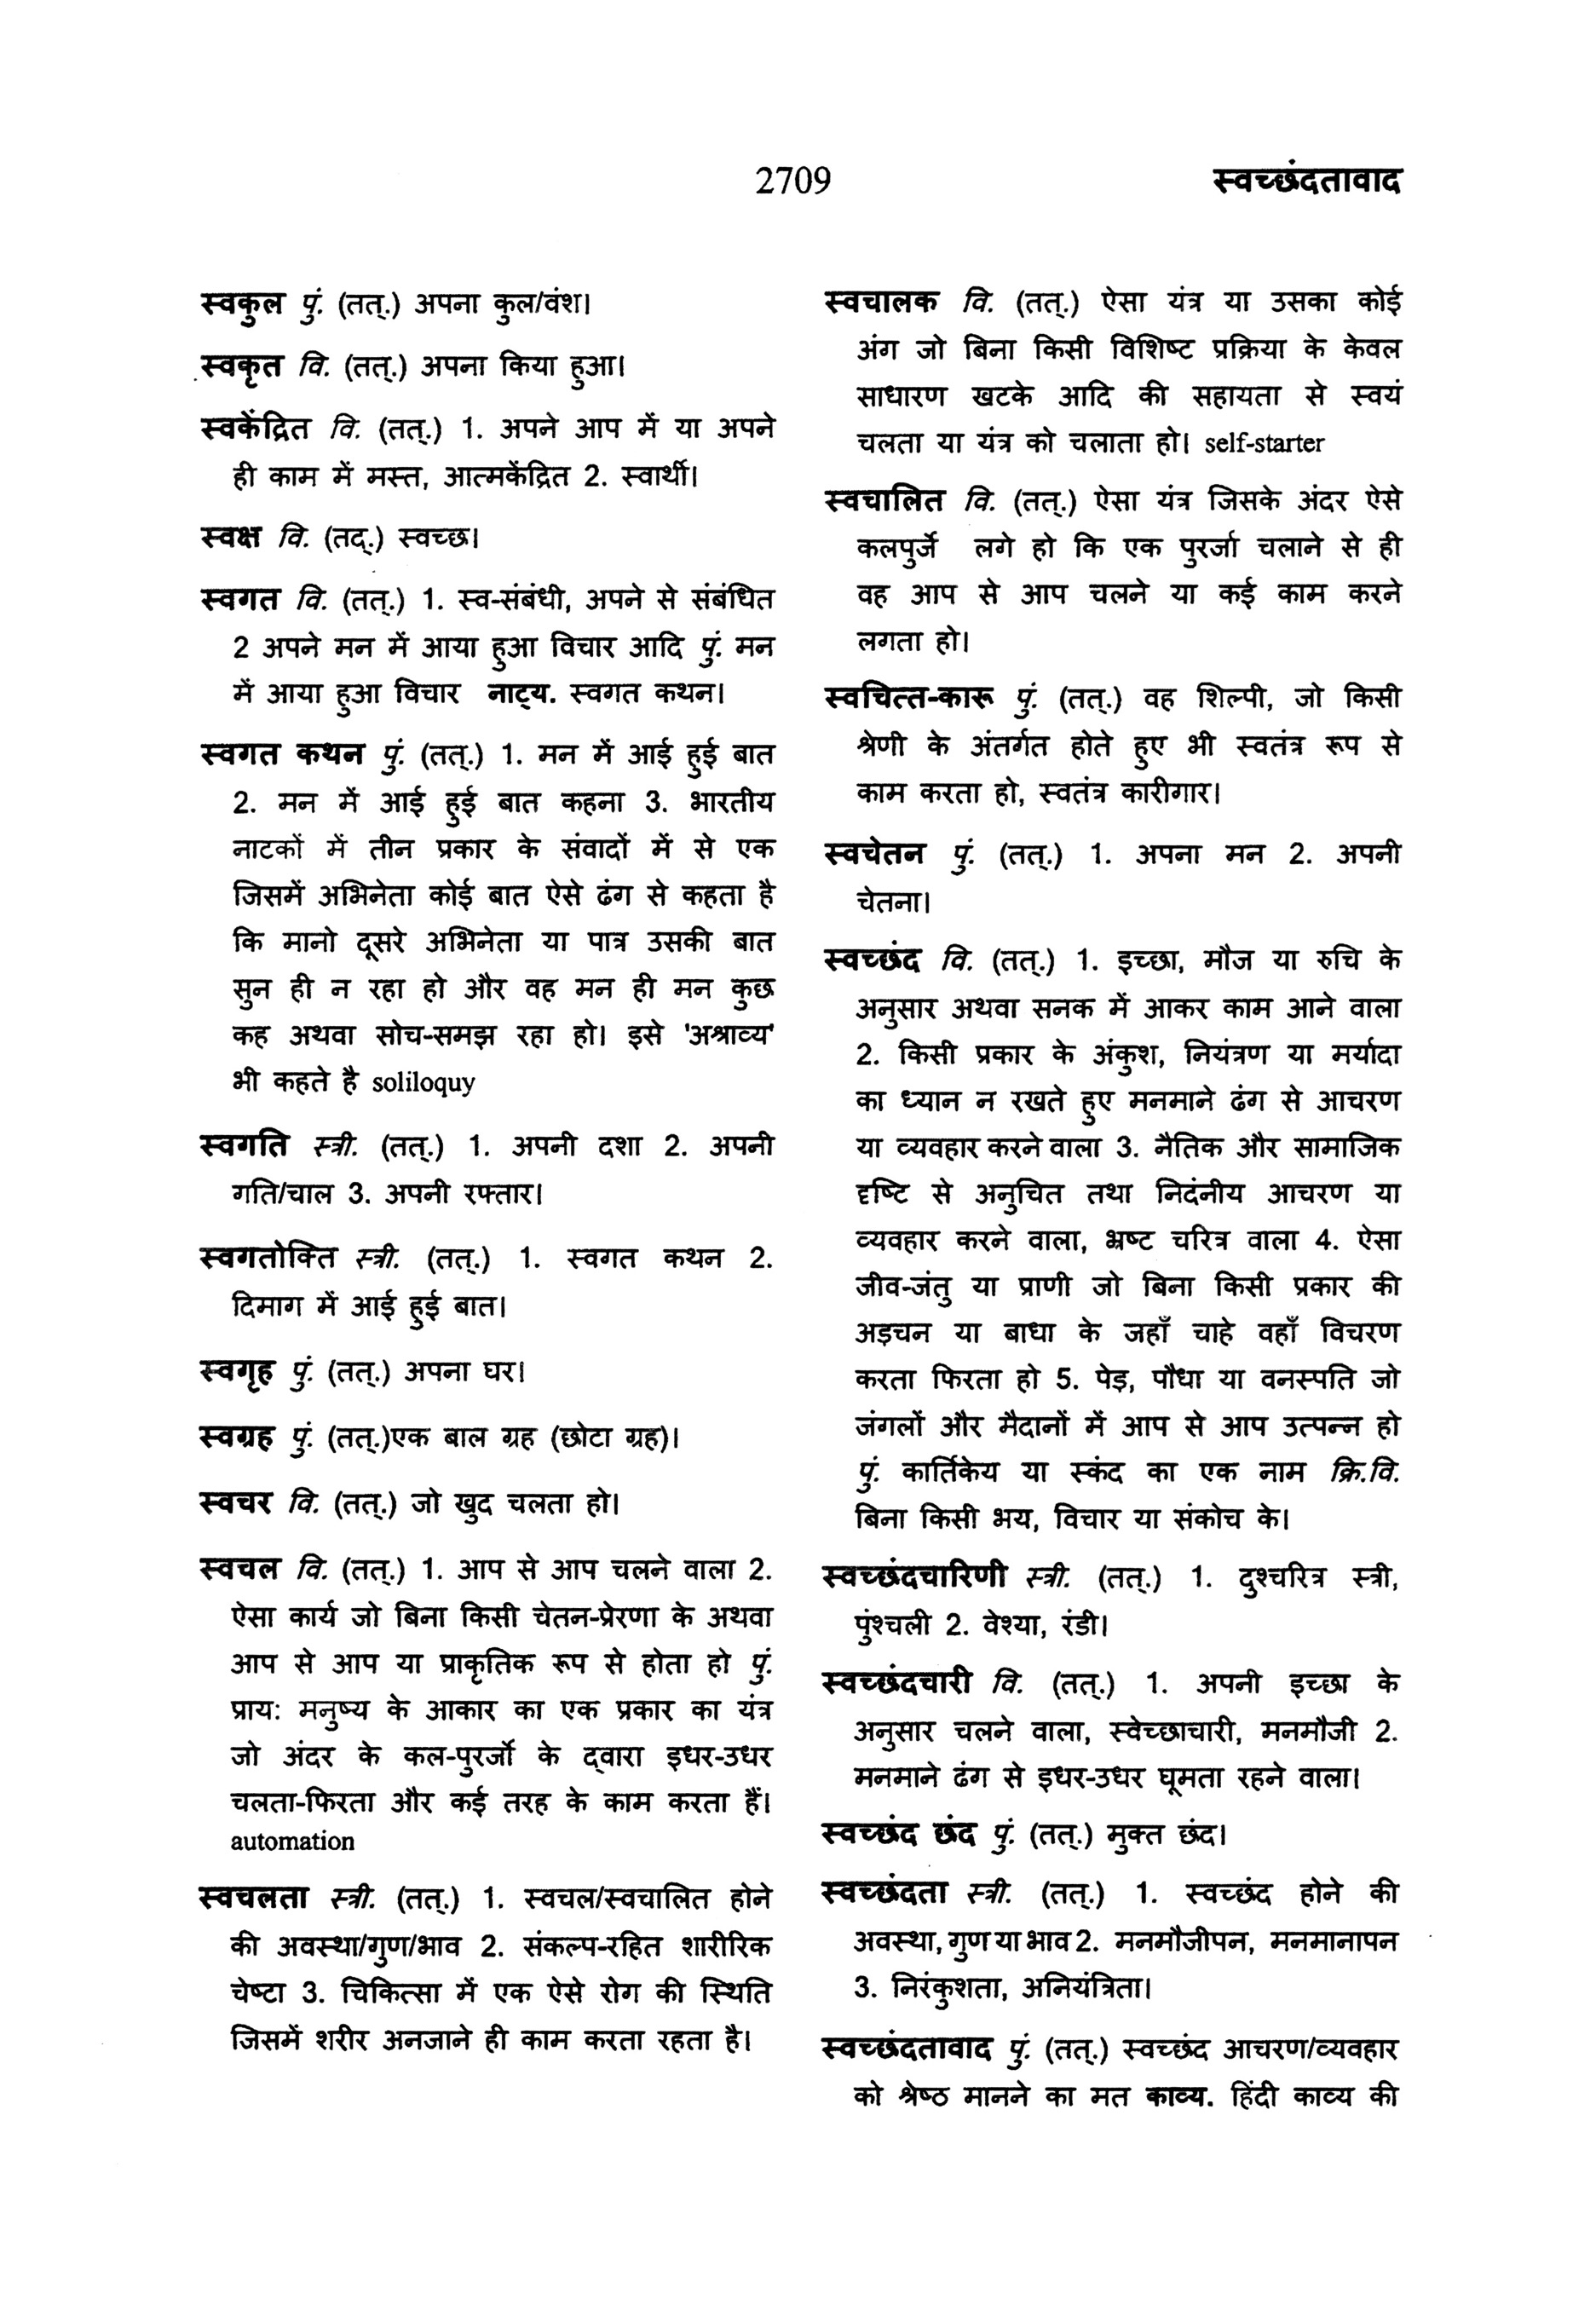 2709
स्वच्छंदतावाद
स्वकुल पुं. (तत्.) अपना कुल/वंश।
स्वकृत वि. (तत्.) अपना किया हुआ।
स्वकेंद्रित वि. (तत्.) 1. अपने आप में या अपने
ही काम में मस्त, आत्मकेंद्रित 2. स्वार्थी।
स्वक्ष वि. (तद्.) स्वच्छ।
स्वगत वि. (तत्.) 1. स्व-संबंधी, अपने से संबंधित
2 अपने मन में आया हुआ विचार आदि पुं. मन
में आया हुआ विचार नाट्य. स्वगत कथन।
स्वगत कथन पुं. (तत्.) 1. मन में आई हुई बात
2. मन में आई हुई बात कहना 3. भारतीय
नाटकों में तीन प्रकार के संवादों में से एक
जिसमें अभिनेता कोई बात ऐसे ढंग से कहता है
कि मानो दूसरे अभिनेता या पात्र उसकी बात
सुन ही न रहा हो और वह मन ही मन कुछ
कह अथवा सोच-समझ रहा हो। इसे 'अश्राव्य'
भी कहते है soliloquy
स्वगति स्त्री. (तत्.) 1. अपनी दशा 2. अपनी
गति/चाल 3. अपनी रफ्तार।
स्वगतोक्ति स्त्री. (तत्.) 1. स्वगत कथन 2.
दिमाग में आई हुई बात।
स्वगृह पुं. (तत्.) अपना घर।
स्वग्रह पुं. (तत्.)एक बाल ग्रह (छोटा ग्रह)।
स्वचर वि. (तत्.) जो खुद चलता हो।
स्वचल वि. (तत्.) 1. आप से आप चलने वाला 2.
ऐसा कार्य जो बिना किसी चेतन-प्रेरणा के अथवा
आप से आप या प्राकृतिक रूप से होता हो पुं.
प्राय: मनुष्य के आकार का एक प्रकार का यंत्र
जो अंदर के कल-पुरर्जो के द्वारा इधर-उधर
चलता-फिरता और कई तरह के काम करता हैं।
automation
स्वचलता स्त्री. (तत्.) 1. स्वचल/स्वचालित होने
की अवस्था/गुण/भाव 2. संकल्प-रहित शारीरिक
चेष्टा 3. चिकित्सा में एक ऐसे रोग की स्थिति
जिसमें शरीर अनजाने ही काम करता रहता है।
स्वचालक वि. (तत्.) ऐसा यंत्र या उसका कोई
अंग जो बिना किसी विशिष्ट प्रक्रिया के केवल
साधारण खटके आदि की सहायता से स्वयं
चलता या यंत्र को चलाता हो। self-starter
स्वचालित वि. (तत्.) ऐसा यंत्र जिसके अंदर ऐसे
कलपुर्जे लगे हो कि एक पुरर्जा चलाने से ही
वह आप से आप चलने या कई काम करने
लगता हो।
स्वचित्त-कारू पुं. (तत्.) वह शिल्पी, जो किसी
श्रेणी के अंतर्गत होते हुए भी स्वतंत्र रूप से
काम करता हो, स्वतंत्र कारीगार।
स्वचेतन पुं. (तत्.) 1. अपना मन 2. अपनी
चेतना।
स्वच्छंद वि. (तत्.) 1. इच्छा, मौज या रुचि के
अनुसार अथवा सनक में आकर काम आने वाला
2. किसी प्रकार के अंकुश, नियंत्रण या मर्यादा
का ध्यान न रखते हुए मनमाने ढंग से आचरण
या व्यवहार करने वाला 3. नैतिक और सामाजिक
दृष्टि से अनुचित तथा निदंनीय आचरण या
व्यवहार करने वाला, भ्रष्ट चरित्र वाला 4. ऐसा
जीव-जंतु या प्राणी जो बिना किसी प्रकार की
अड़चन या बाधा के जहाँ चाहे वहाँ विचरण
करता फिरता हो 5. पेड़, पौधा या वनस्पति जो
जंगलों और मैदानों में आप से आप उत्पन्न हो
पुं. कार्तिकेय या स्कंद का एक नाम क्रि.वि.
बिना किसी भय, विचार या संकोच के।
स्वच्छंदचारिणी स्त्री. (तत्.) 1. दुश्चरित्र स्त्री,
पुंश्चली 2. वेश्या, रंडी।
स्वच्छंदचारी वि. (तत्.) 1. अपनी इच्छा के
अनुसार चलने वाला, स्वेच्छाचारी, मनमौजी 2.
मनमाने ढंग से इधर-उधर घूमता रहने वाला।
स्वच्छंद छंद पुं. (तत्.) मुक्त छंद।
स्वच्छंदता स्त्री. (तत्.) 1. स्वच्छंद होने की
अवस्था, गुण या भाव 2. मनमौजीपन, मनमानापन
3. निरंकुशता, अनियंत्रिता।
स्वच्छंदतावाद पुं. (तत्.) स्वच्छंद आचरण/व्यवहार
को श्रेष्ठ मानने का मत काव्य. हिंदी काव्य की